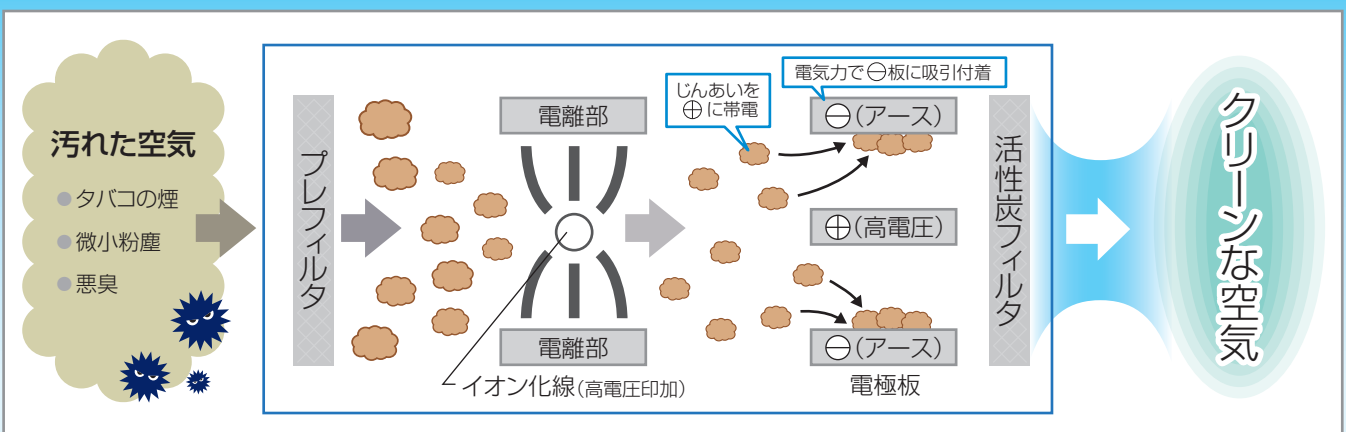 汚れた空気
●タバコの煙
●微小粉塵
●悪臭
プレフィルタ
電離部
電離部
イオン化線(高電圧印加)
じんあいを
⊕に帯電
電気力で⊖板に吸引付着
⊖(アース)
⊕(高電圧)
⊖(アース)
電極板
活性炭フィルタ
クリーンな空気